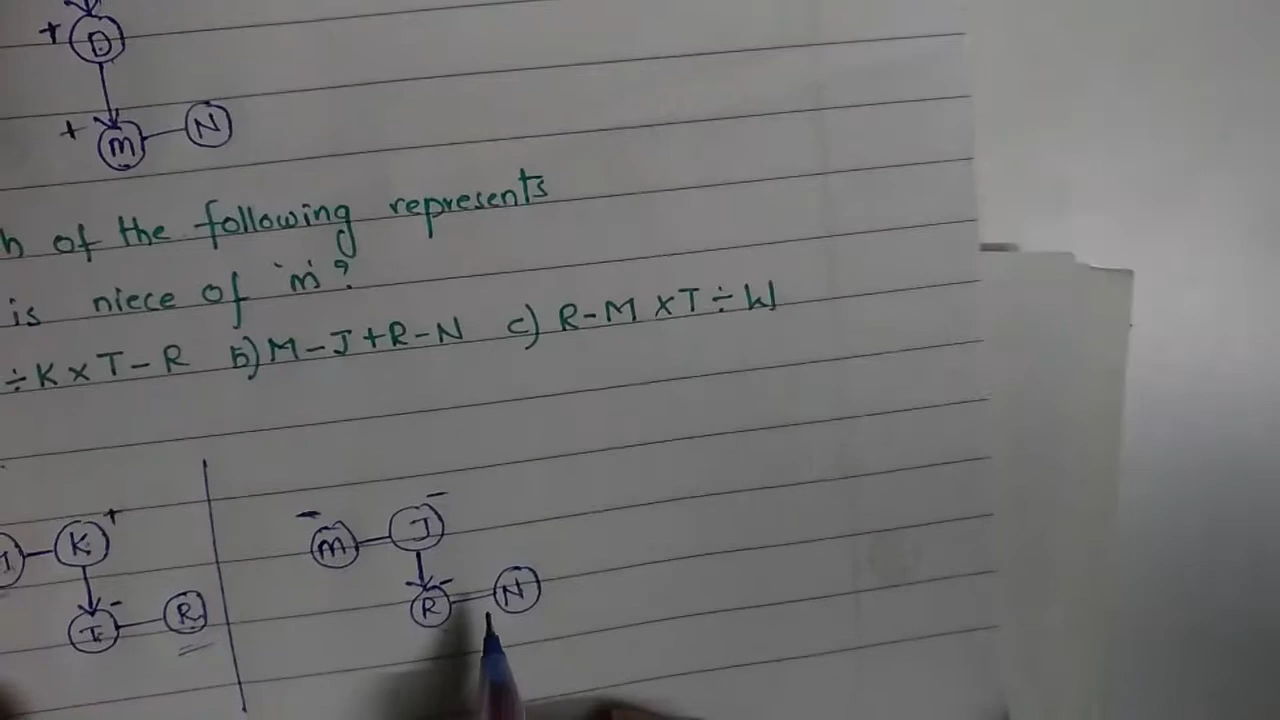 + D
+ M N
h of the following represents
is niece of 'm'?
÷K×T-R b) M-J+R-N c) R-M×T÷W
K + - M J -
T - R R - N